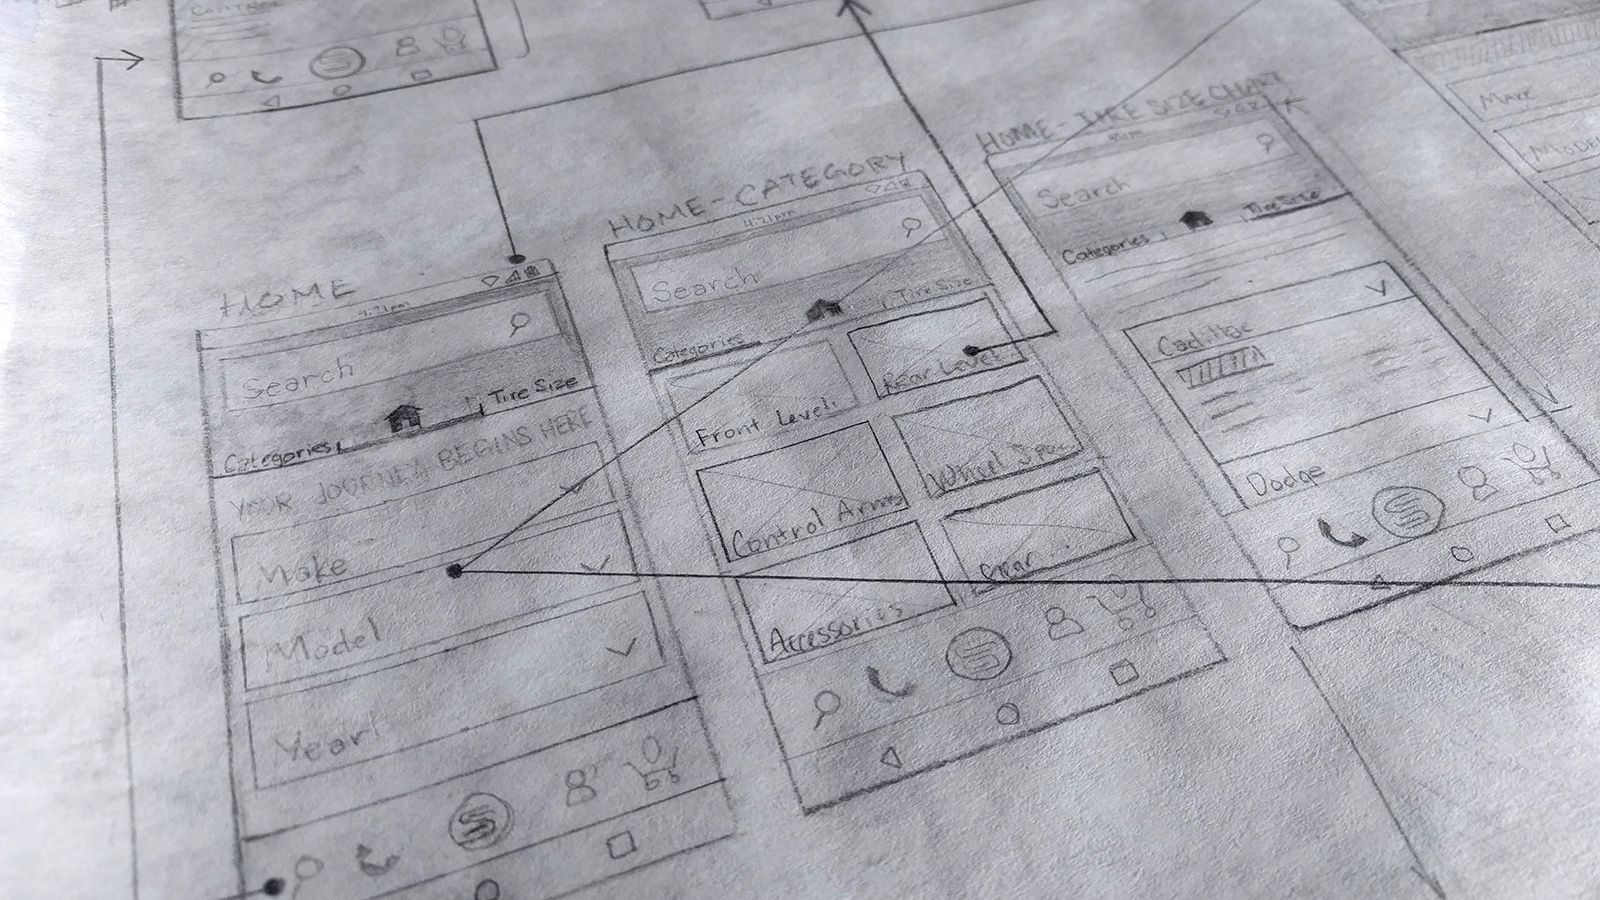 CONTACT
HOME
4:21pm
Search
Categories
Tire Size
YOUR JOURNEY BEGINS HERE
Make
Model
Year
HOME-CATEGORY
4:21pm
Search
Categories
Tire Size
Front Level
Rear Level
Control Arms
Wheel Spa...
Accessories
HOME-TIRE SIZE CHART
Search
Categories
Tire Size
Cadillac
Dodge
MAKE
MODEL